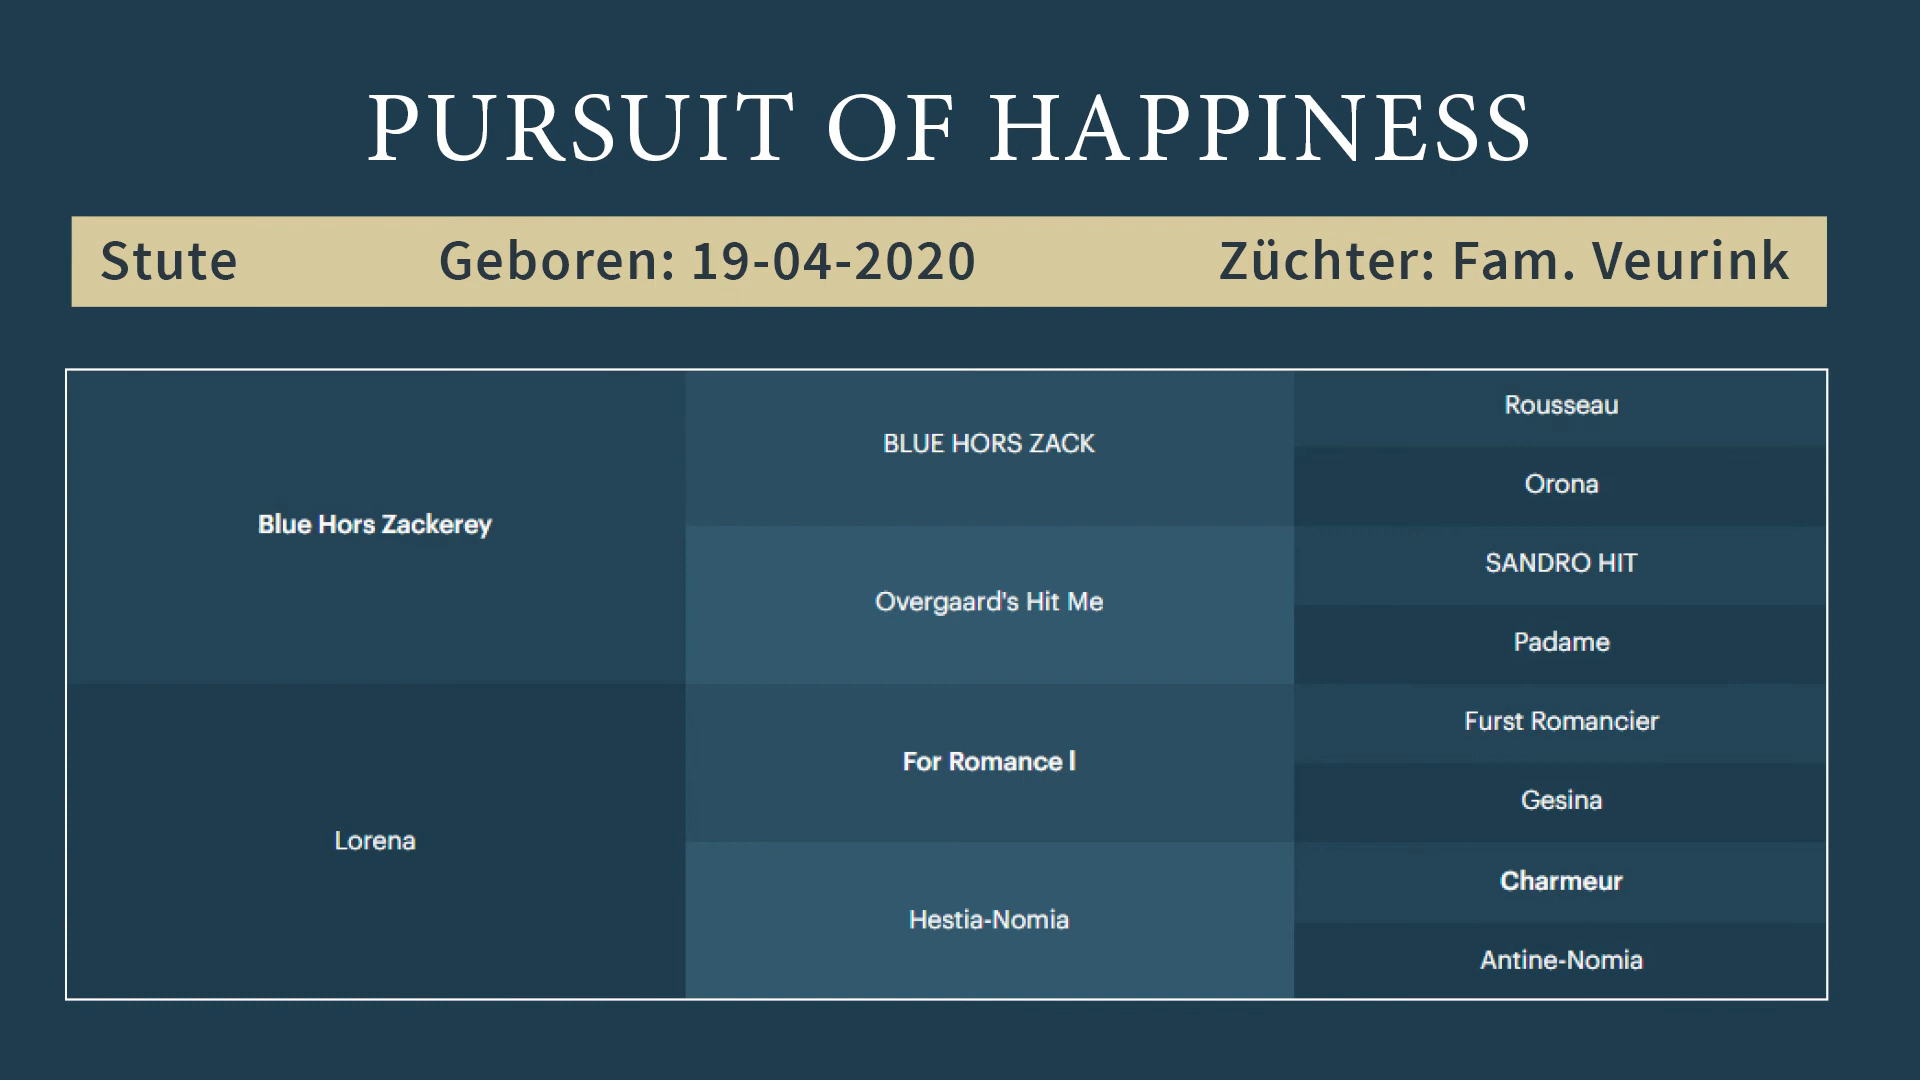 PURSUIT OF HAPPINESS
Stute Geboren: 19-04-2020 Züchter: Fam. Veurink
Blue Hors Zackerey
BLUE HORS ZACK
Rousseau
Orona
Overgaard's Hit Me
SANDRO HIT
Padame
Lorena
For Romance I
Furst Romancier
Gesina
Hestia-Nomia
Charmeur
Antine-Nomia